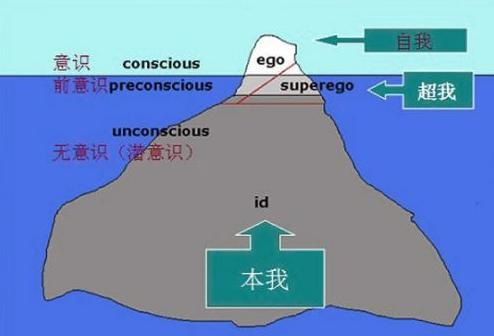 自我
意识 conscious ego
前意识 preconscious superego
超我
unconscious
无意识（潜意识）
id
本我